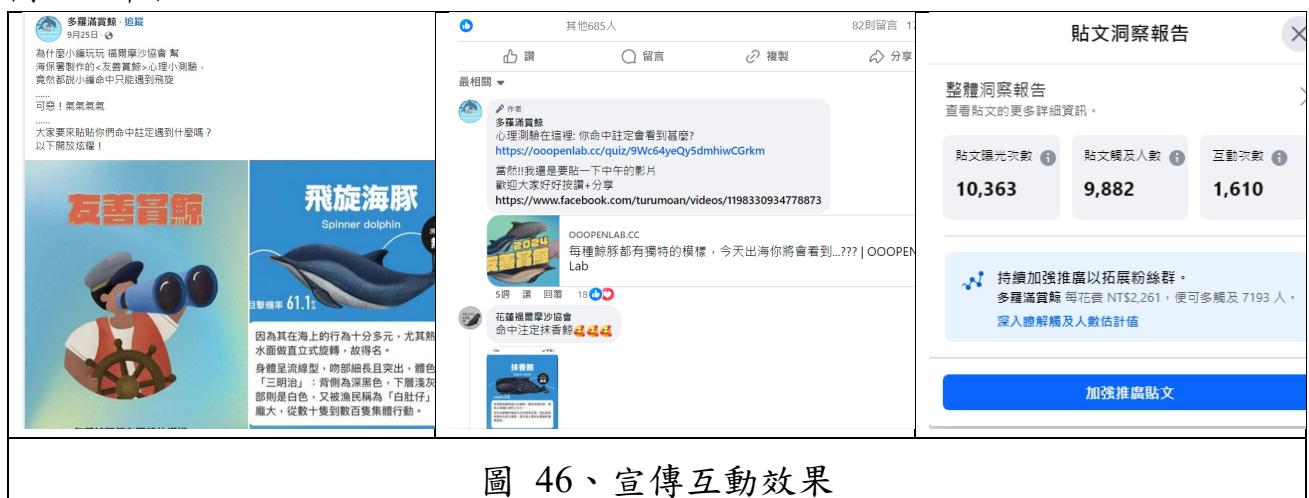 多羅滿賞鯨 · 追蹤
9月25日 ·
為什麼小編玩玩 福爾摩沙協會 幫
海保署製作的<友善賞鯨>心理小測驗，
竟然都說小編命中只能遇到飛旋
......
可惡！氣氣氣氣
......
大家要來貼貼你們命中註定遇到什麼嗎？
以下開放炫耀！
友善賞鯨
飛旋海豚
Spinner dolphin
目擊機率 61.1%
因為其在海上的行為十分多元，尤其熱
水面做直立式旋轉，故得名。
身體呈流線型，吻部細長且突出，體色
「三明治」：背側為深黑色，下層淺灰
部則是白色，又被漁民稱為「白肚仔」
龐大，從數十隻到數百隻集體行動。
其他685人
82則留言
讚
留言
複製
分享
最相關
作者
多羅滿賞鯨
心理測驗在這裡: 你命中註定會看到甚麼?
https://ooopenlab.cc/quiz/9Wc64yeQy5dmhiwCGrkm
當然!!我還是要貼一下中午的影片
歡迎大家好好按讚+分享
https://www.facebook.com/turumoan/videos/1198330934778873
2024
友善賞鯨
OOOPENLAB.CC
每種鯨豚都有獨特的模樣，今天出海你將會看到...??? | OOOPEN
Lab
5週 讚 回覆 18
花蓮福爾摩沙協會
命中注定抹香鯨
抹香鯨
貼文洞察報告
整體洞察報告
查看貼文的更多詳細資訊。
貼文曝光次數
10,363
貼文觸及人數
9,882
互動次數
1,610
持續加強推廣以拓展粉絲群。
多羅滿賞鯨 每花費 NT$2,261，便可多觸及 7193 人。
深入瞭解觸及人數估計值
加強推廣貼文
圖 46、宣傳互動效果